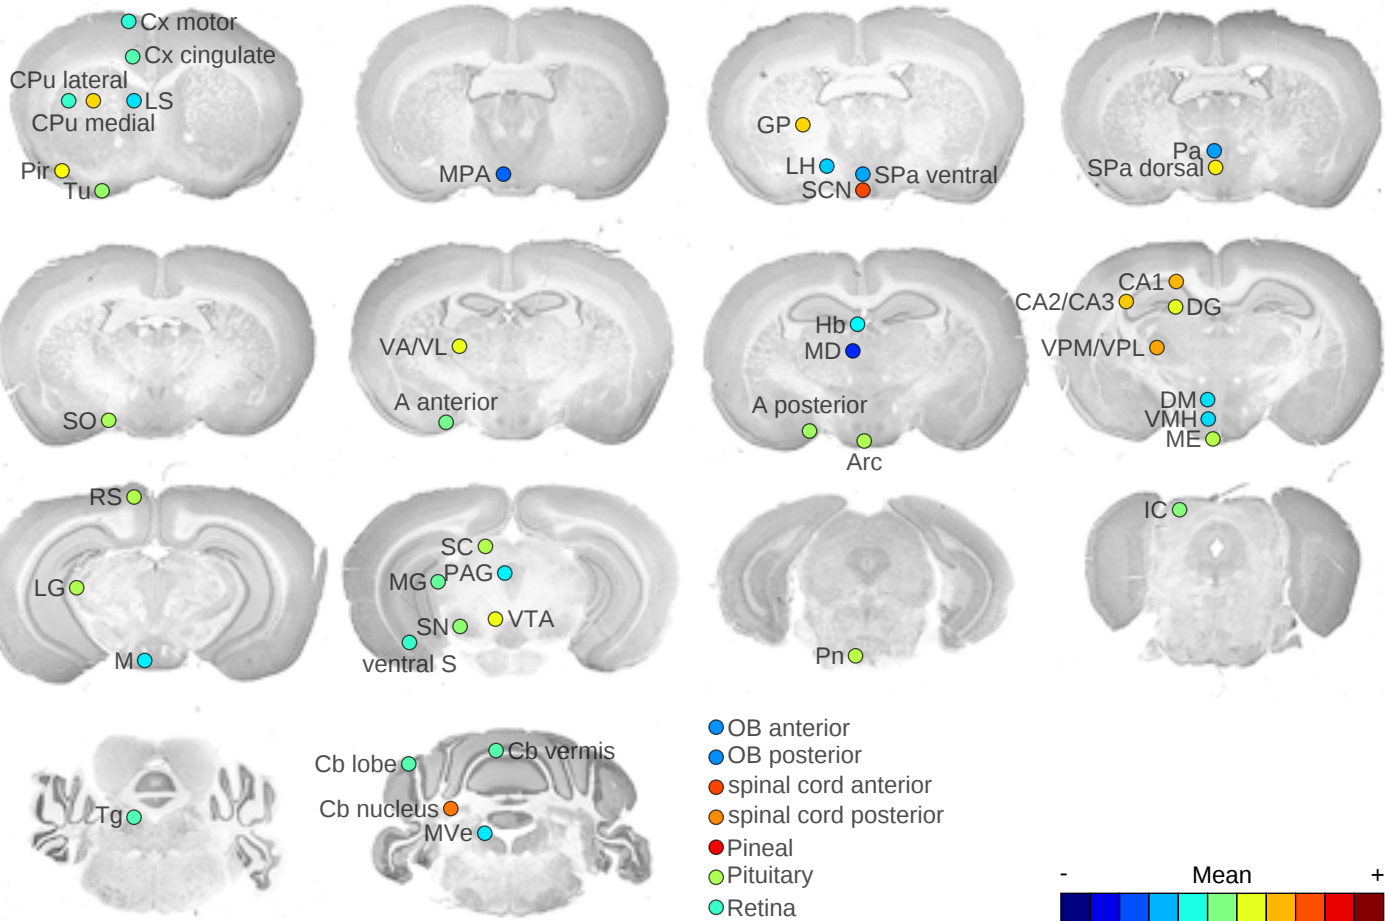 Cx motor
Cx cingulate
CPu lateral
LS
CPu medial
Pir
Tu
MPA
GP
LH
SPa ventral
SCN
Pa
SPa dorsal
SO
VA/VL
A anterior
Hb
MD
A posterior
Arc
CA1
CA2/CA3
DG
VPM/VPL
DM
VMH
ME
RS
LG
M
SC
MG
PAG
SN
VTA
ventral S
Pn
IC
Tg
Cb lobe
Cb vermis
Cb nucleus
MVe
OB anterior
OB posterior
spinal cord anterior
spinal cord posterior
Pineal
Pituitary
Retina
- Mean +